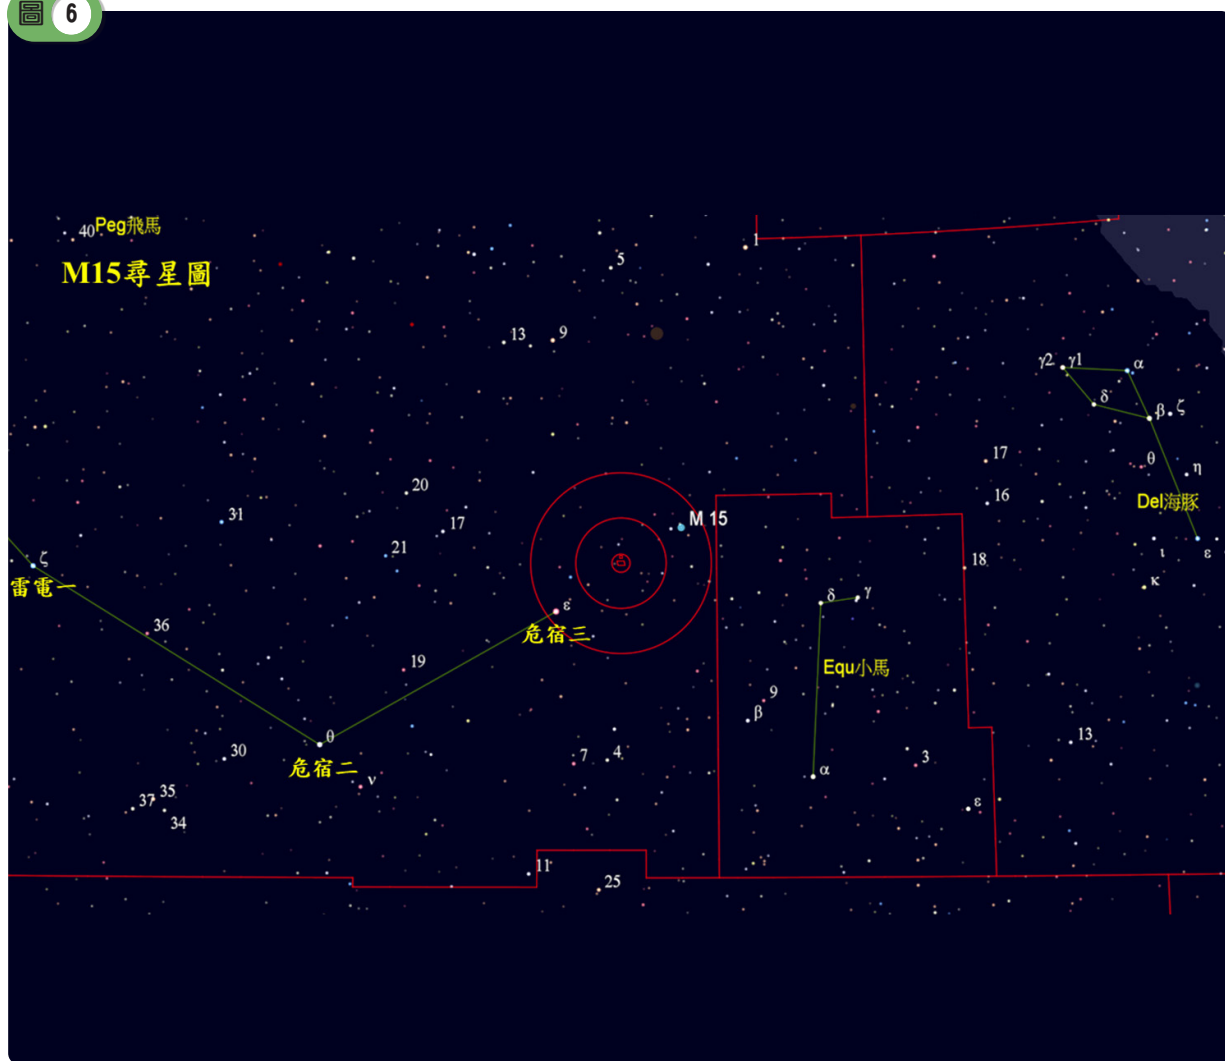 圖 6
40 Peg飛馬
M15尋星圖
5
1
13
9
γ2 γ1
α
δ
β
ζ
θ
η
17
16
Del海豚
20
31
17
21
M 15
ι
ε
18
κ
ζ
雷電一
ε
危宿三
δ
γ
36
19
Equ小馬
9
β
θ
危宿二
30
7
4
13
α
3
ν
35
37
34
ε
11
25